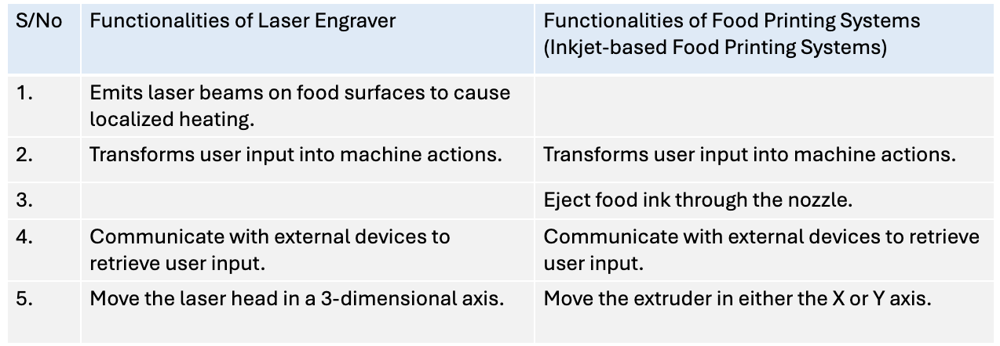 S/No
Functionalities of Laser Engraver
Functionalities of Food Printing Systems
(Inkjet-based Food Printing Systems)
1.
Emits laser beams on food surfaces to cause
localized heating.
2.
Transforms user input into machine actions.
Transforms user input into machine actions.
3.
Eject food ink through the nozzle.
4.
Communicate with external devices to
retrieve user input.
Communicate with external devices to retrieve
user input.
5.
Move the laser head in a 3-dimensional axis.
Move the extruder in either the X or Y axis.